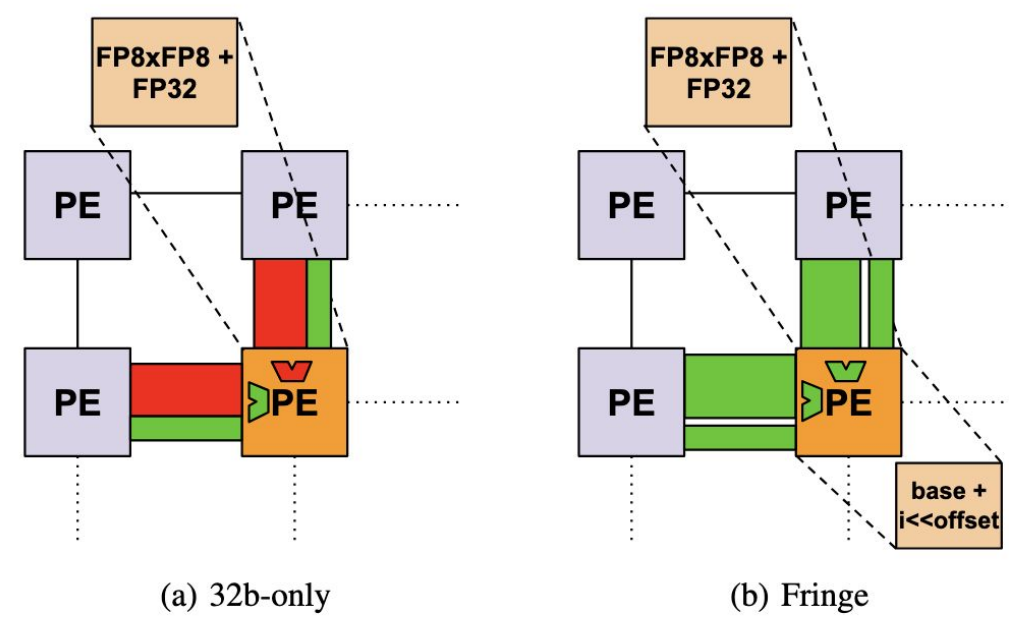 FP8xFP8 +
FP32
PE
PE
PE
PE
(a) 32b-only
FP8xFP8 +
FP32
PE
PE
PE
PE
base +
i<<offset
(b) Fringe